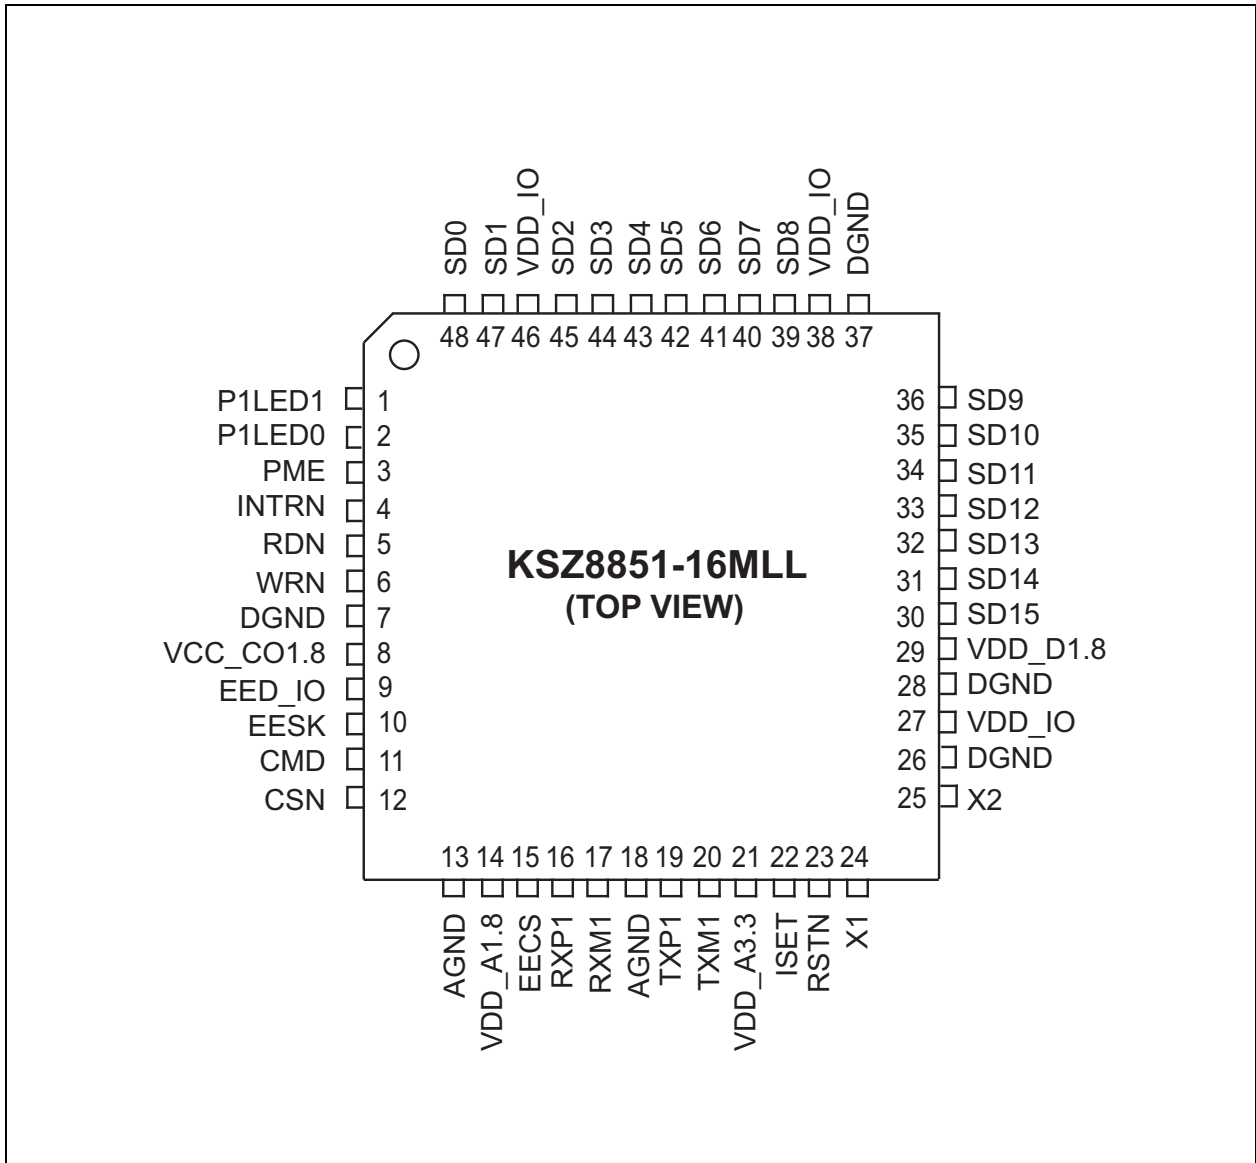 SD0 SD1 VDD_IO SD2 SD3 SD4 SD5 SD6 SD7 SD8 VDD_IO DGND
48 47 46 45 44 43 42 41 40 39 38 37
P1LED1 1 36 SD9
P1LED0 2 35 SD10
PME 3 34 SD11
INTRN 4 33 SD12
RDN 5 32 SD13
WRN 6 31 SD14
DGND 7 30 SD15
VCC_CO1.8 8 29 VDD_D1.8
EED_IO 9 28 DGND
EESK 10 27 VDD_IO
CMD 11 26 DGND
CSN 12 25 X2
KSZ8851-16MLL
(TOP VIEW)
13 14 15 16 17 18 19 20 21 22 23 24
AGND VDD_A1.8 EECS RXP1 RXM1 AGND TXP1 TXM1 VDD_A3.3 ISET RSTN X1